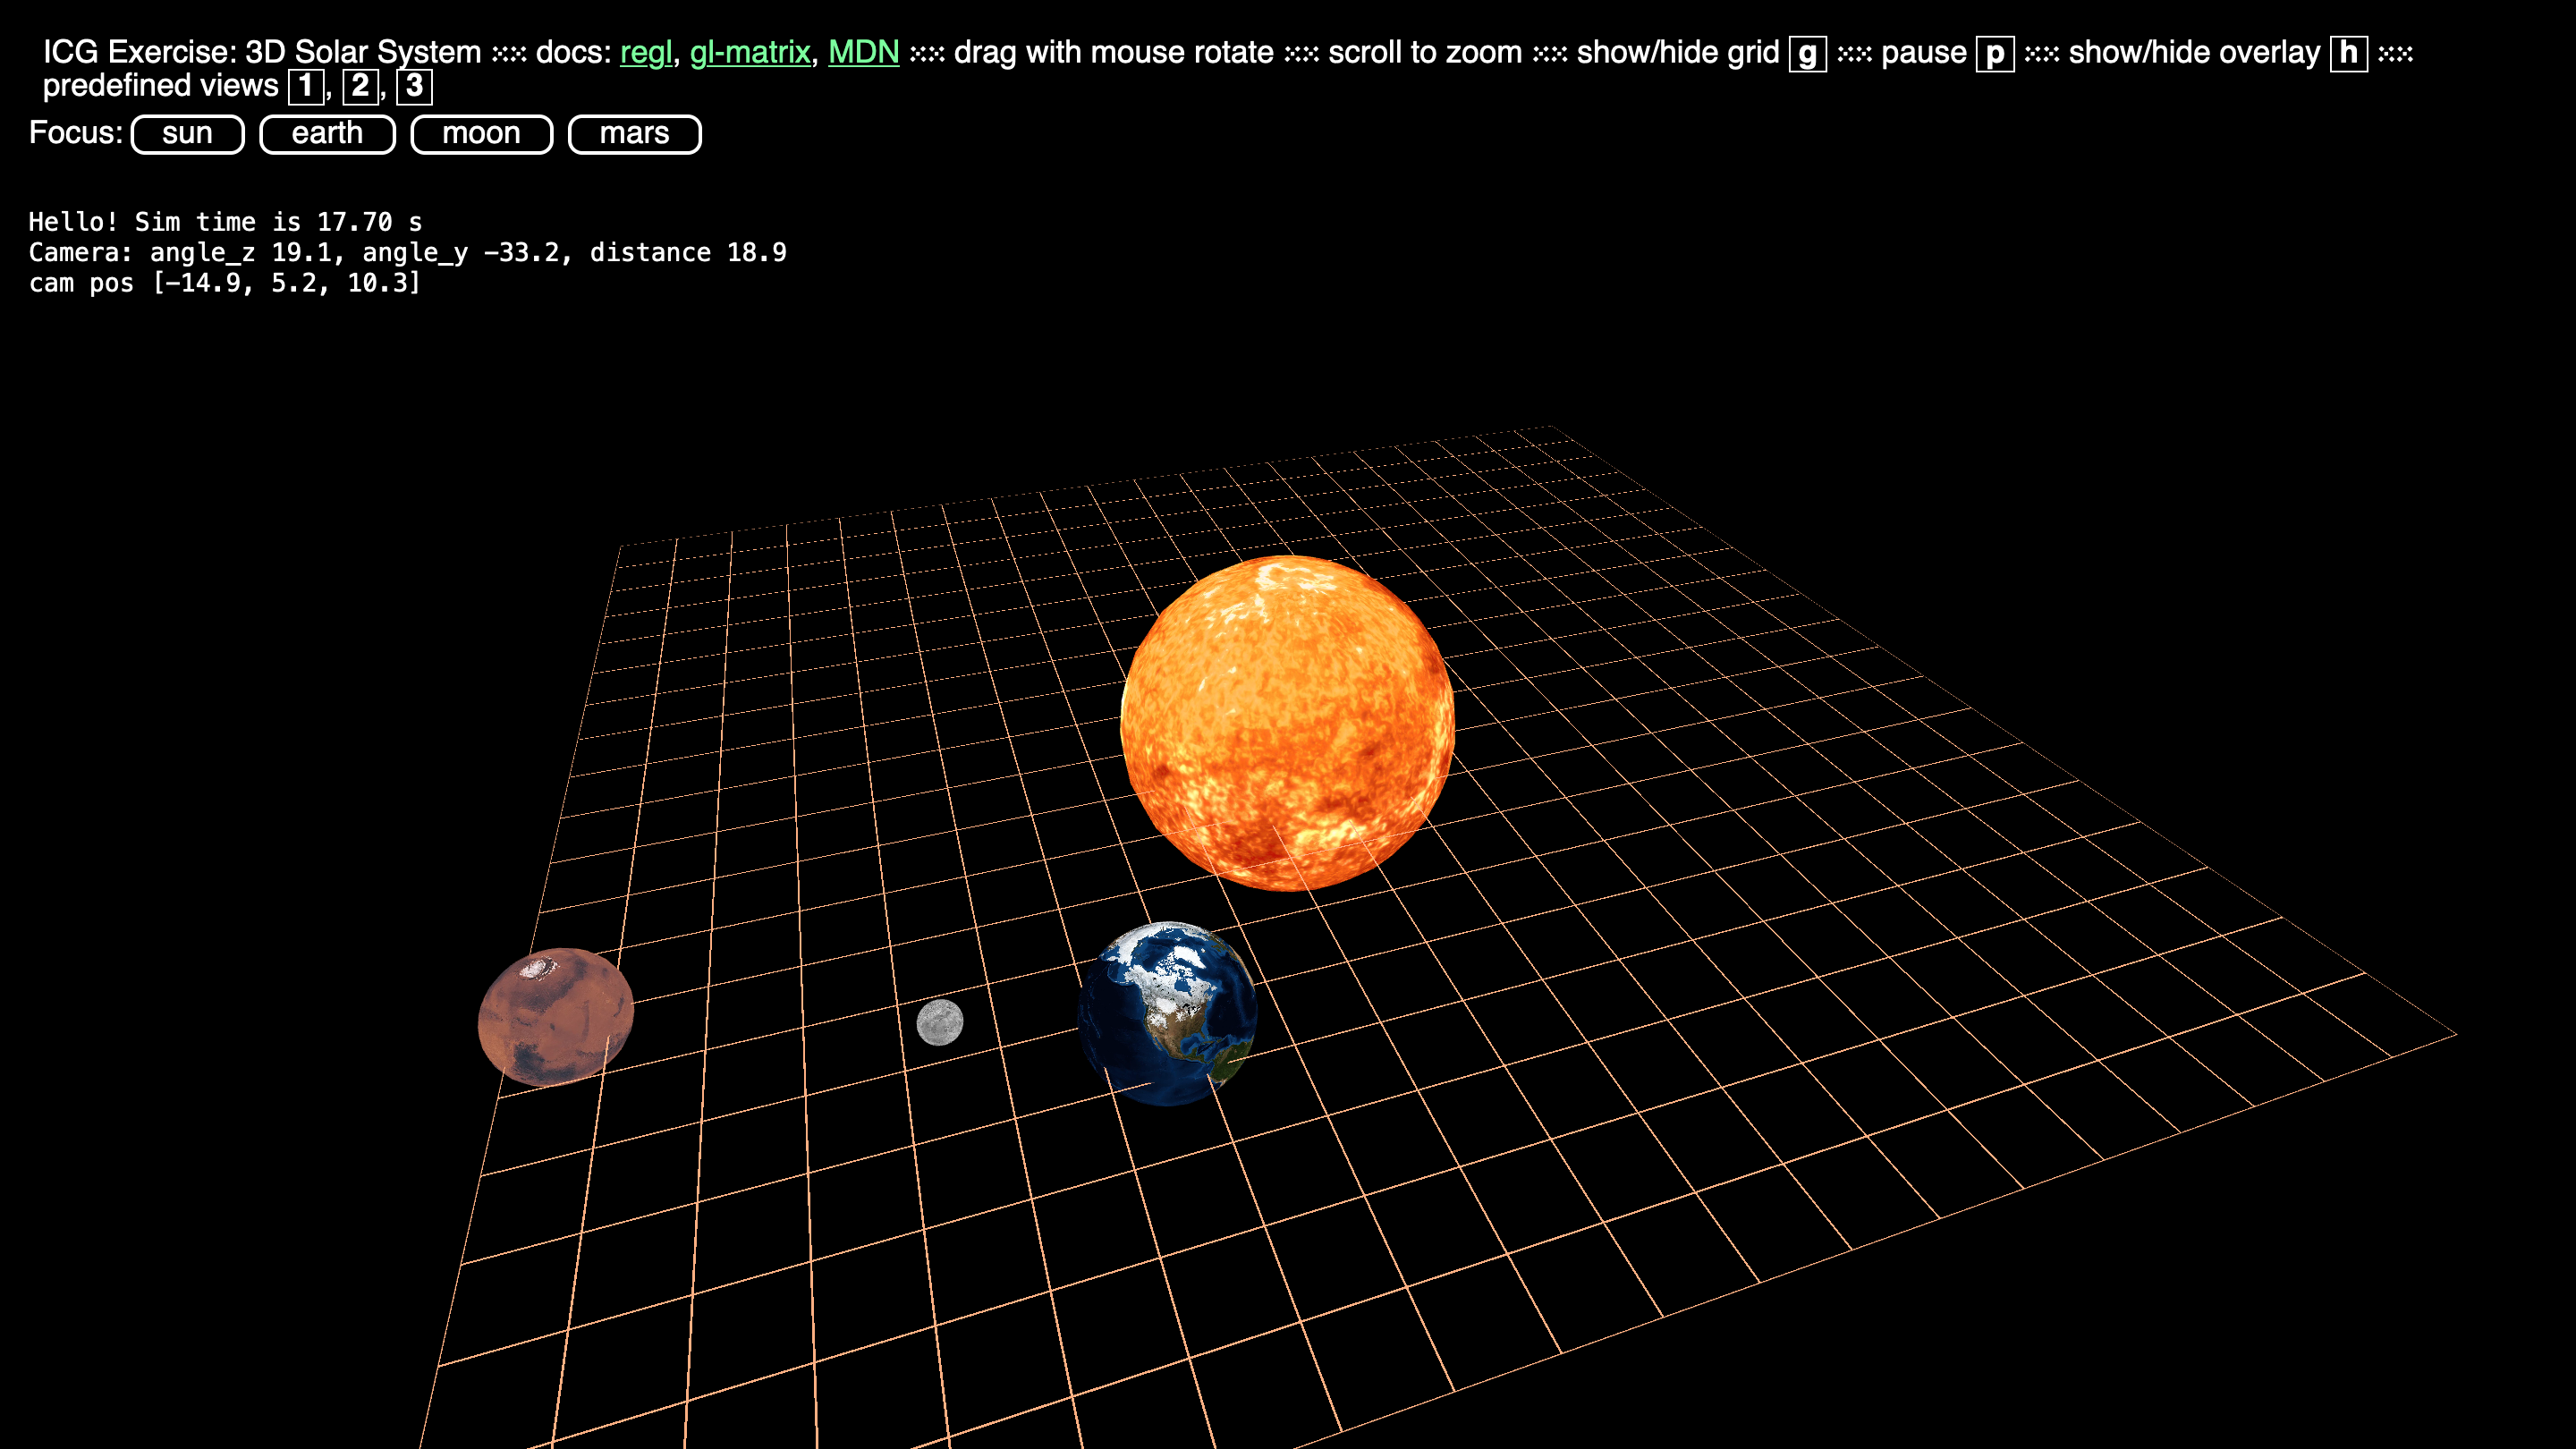 ICG Exercise: 3D Solar System ⁙⁙ docs: regl, gl-matrix, MDN ⁙⁙ drag with mouse rotate ⁙⁙ scroll to zoom ⁙⁙ show/hide grid g ⁙⁙ pause p ⁙⁙ show/hide overlay h ⁙⁙
predefined views 1, 2, 3
Focus: sun earth moon mars
Hello! Sim time is 17.70 s
Camera: angle_z 19.1, angle_y -33.2, distance 18.9
cam pos [-14.9, 5.2, 10.3]